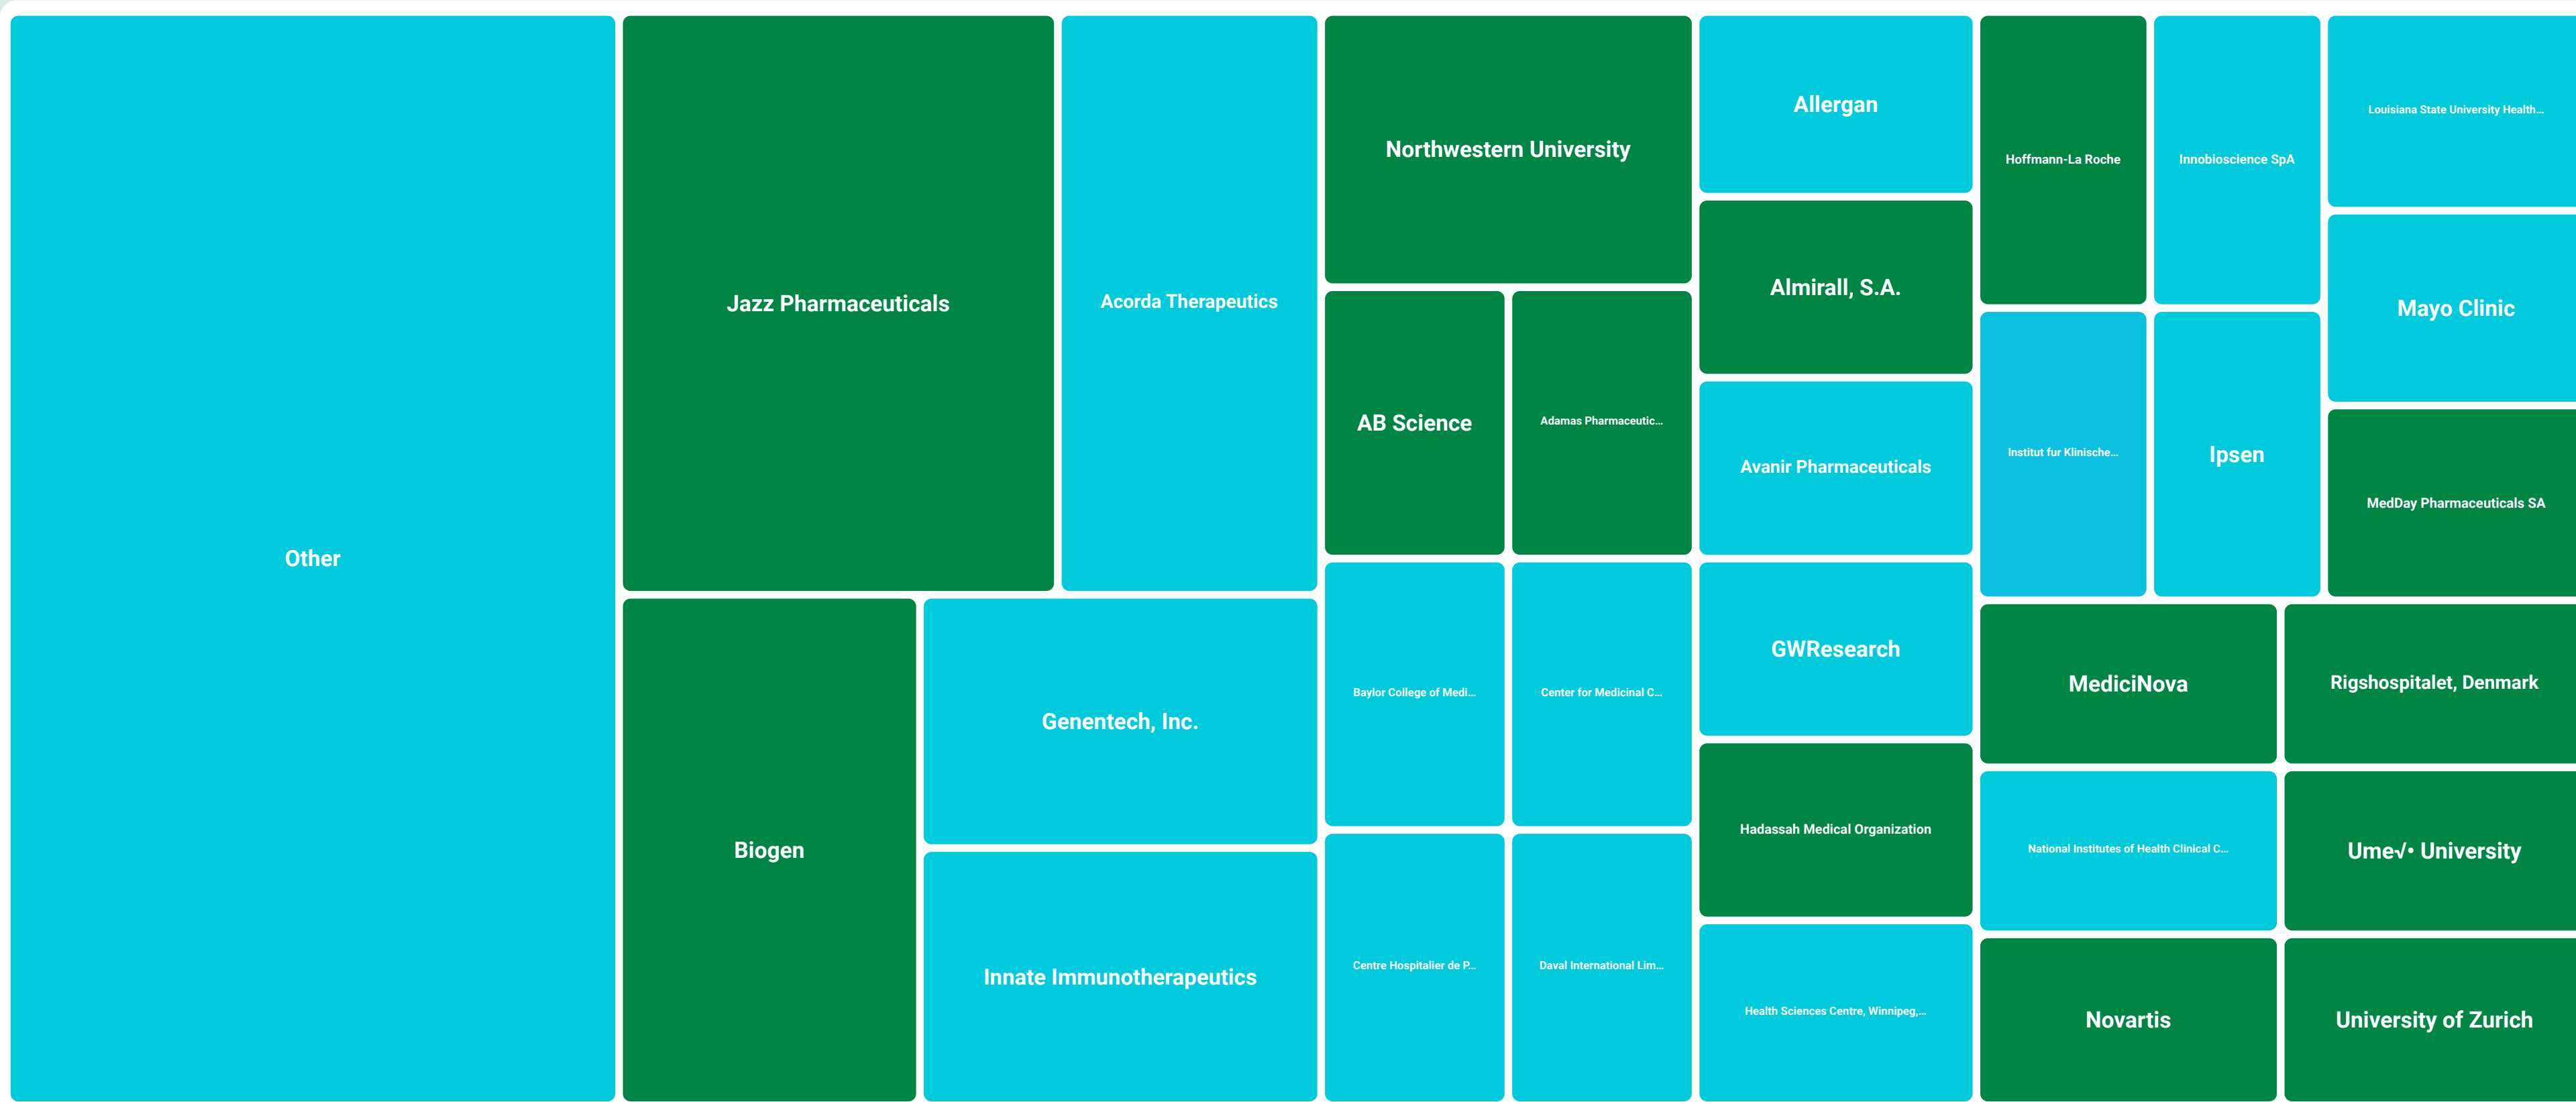 Other
Jazz Pharmaceuticals
Acorda Therapeutics
Biogen
Genentech, Inc.
Innate Immunotherapeutics
Northwestern University
AB Science
Adamas Pharmaceutic...
Baylor College of Medi...
Center for Medicinal C...
Centre Hospitalier de P...
Daval International Lim...
Allergan
Almirall, S.A.
Avanir Pharmaceuticals
GWResearch
Hadassah Medical Organization
Health Sciences Centre, Winnipeg,...
Hoffmann-La Roche
Innobioscience SpA
Institut fur Klinische...
Ipsen
Louisiana State University Health...
Mayo Clinic
MedDay Pharmaceuticals SA
MediciNova
Rigshospitalet, Denmark
National Institutes of Health Clinical C...
Ume√• University
Novartis
University of Zurich